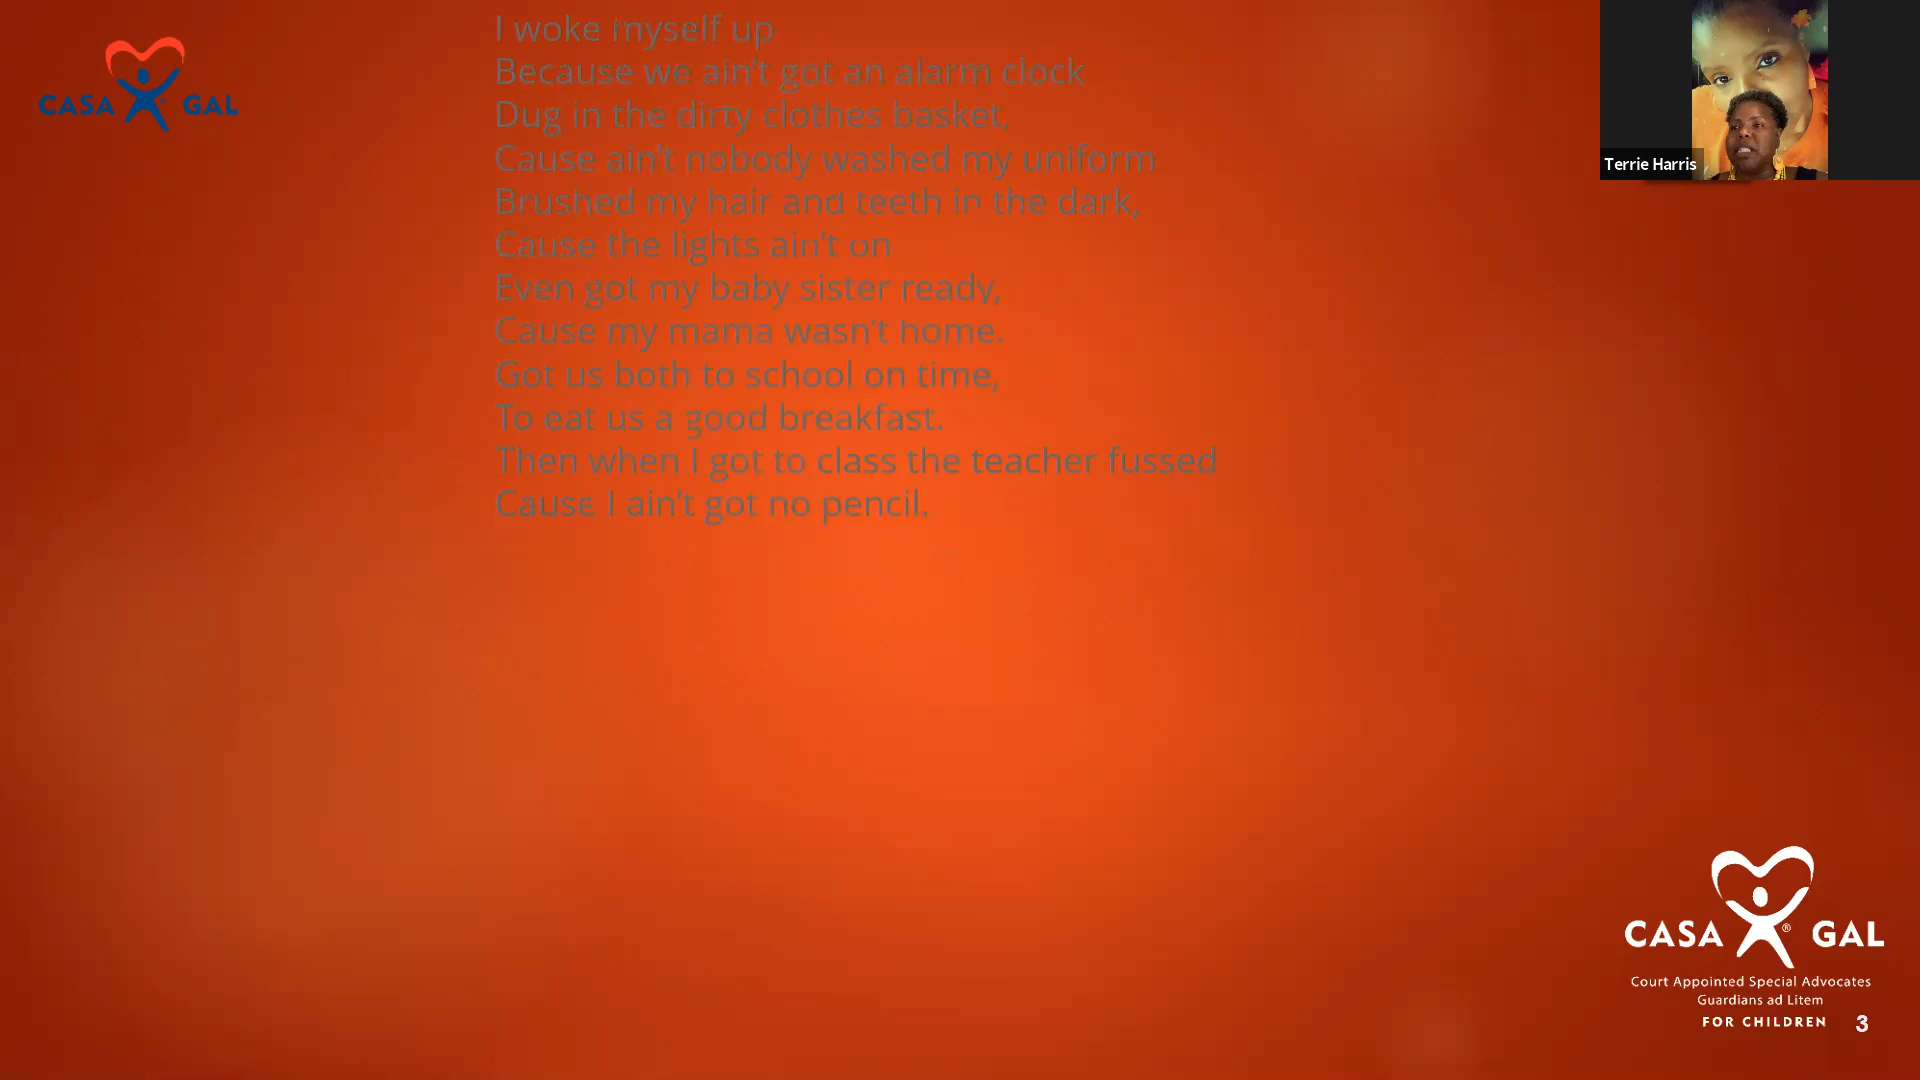 I woke myself up
Because we ain't got an alarm clock
Dug in the dirty clothes basket,
Cause ain't nobody washed my uniform
Brushed my hair and teeth in the dark,
Cause the lights ain't on
Even got my baby sister ready,
Cause my mama wasn't home.
Got us both to school on time,
To eat us a good breakfast.
Then when I got to class the teacher fussed
Cause I ain't got no pencil.
CASA GAL
Terrie Harris
CASA ® GAL
Court Appointed Special Advocates
Guardians ad Litem
FOR CHILDREN
3